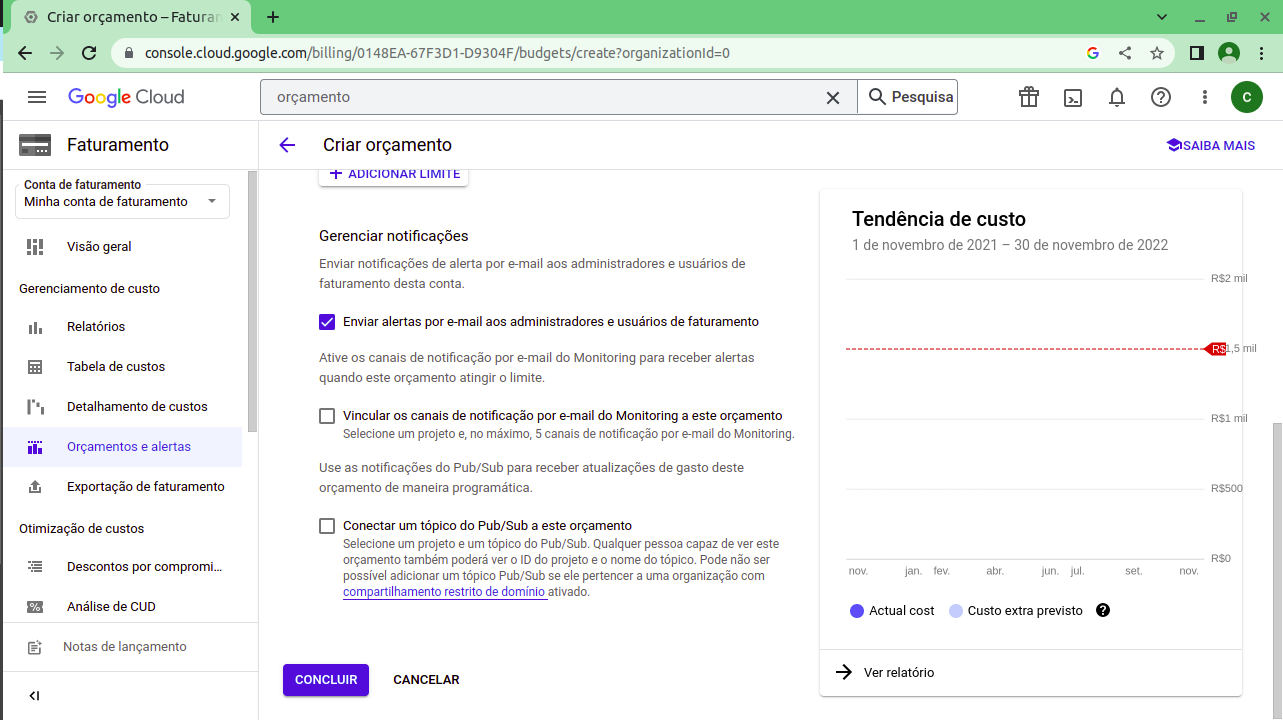 Criar orçamento – Faturan
console.cloud.google.com/billing/0148EA-67F3D1-D9304F/budgets/create?organizationId=0
Google Cloud
orçamento
Pesquisa
C
Faturamento
Criar orçamento
SAIBA MAIS
Conta de faturamento
Minha conta de faturamento
Visão geral
Gerenciamento de custo
Relatórios
Tabela de custos
Detalhamento de custos
Orçamentos e alertas
Exportação de faturamento
Otimização de custos
Descontos por compromi...
Análise de CUD
Notas de lançamento
ADICIONAR LIMITE
Gerenciar notificações
Enviar notificações de alerta por e-mail aos administradores e usuários de
faturamento desta conta.
Enviar alertas por e-mail aos administradores e usuários de faturamento
Ative os canais de notificação por e-mail do Monitoring para receber alertas
quando este orçamento atingir o limite.
Vincular os canais de notificação por e-mail do Monitoring a este orçamento
Selecione um projeto e, no máximo, 5 canais de notificação por e-mail do Monitoring.
Use as notificações do Pub/Sub para receber atualizações de gasto deste
orçamento de maneira programática.
Conectar um tópico do Pub/Sub a este orçamento
Selecione um projeto e um tópico do Pub/Sub. Qualquer pessoa capaz de ver este
orçamento também poderá ver o ID do projeto e o nome do tópico. Pode não ser
possível adicionar um tópico Pub/Sub se ele pertencer a uma organização com
compartilhamento restrito de domínio ativado.
CONCLUIR
CANCELAR
Tendência de custo
1 de novembro de 2021 – 30 de novembro de 2022
R$2 mil
R$1,5 mil
R$1 mil
R$500
R$0
nov. jan. fev. abr. jun. jul. set. nov.
Actual cost
Custo extra previsto
Ver relatório